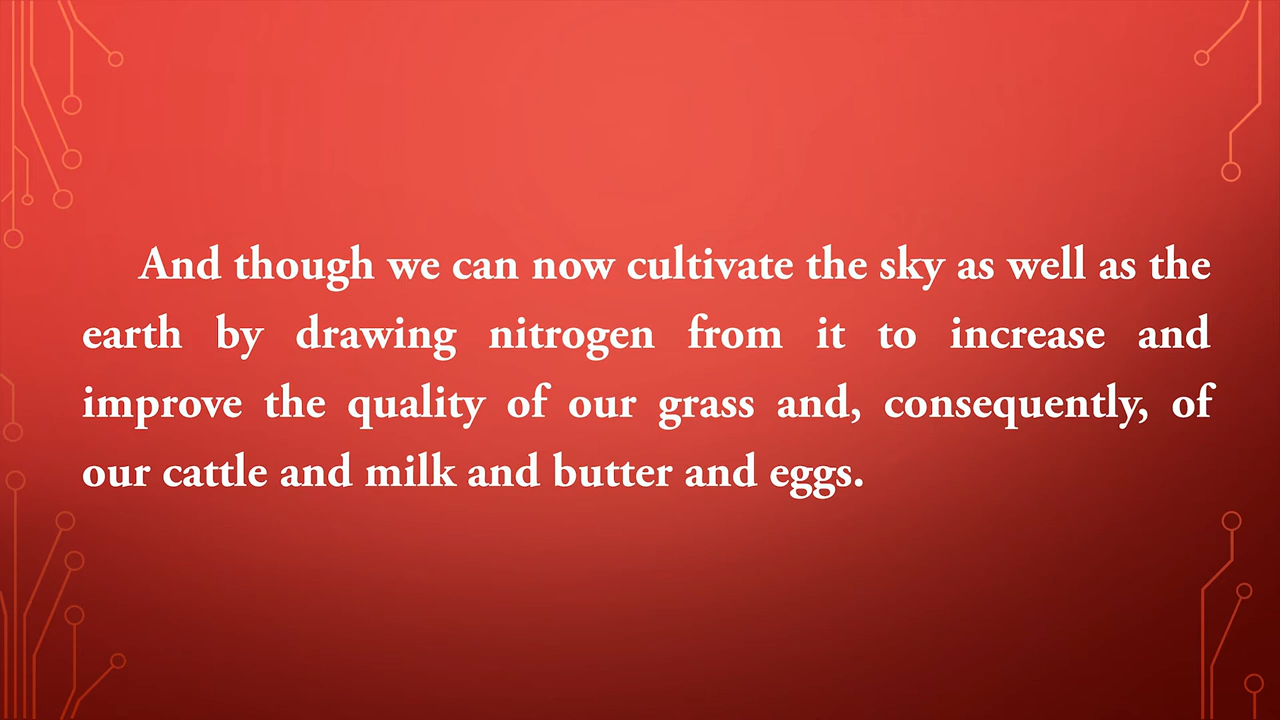 And though we can now cultivate the sky as well as the
earth by drawing nitrogen from it to increase and
improve the quality of our grass and, consequently, of
our cattle and milk and butter and eggs.